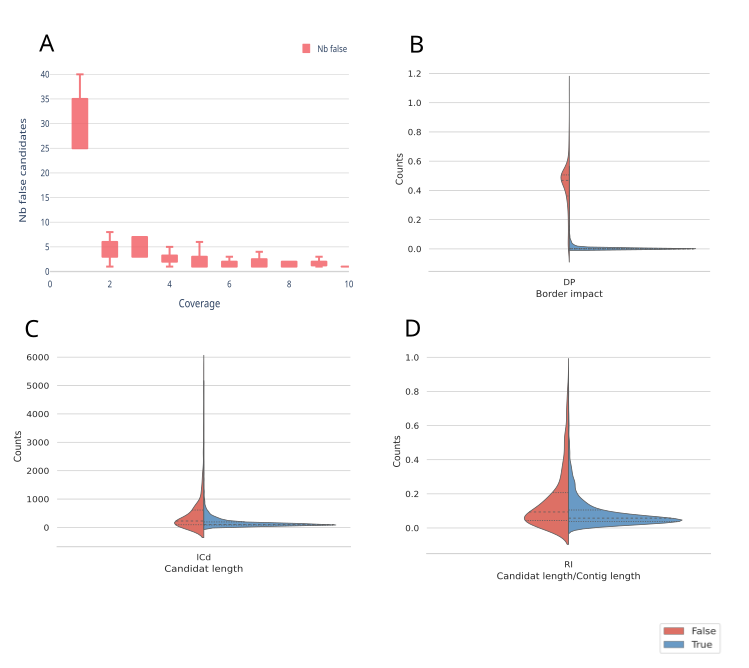 A
Nb false
Nb false candidates
40
35
30
25
20
15
10
5
0
0 2 4 6 8 10
Coverage
B
Counts
1.2
1.0
0.8
0.6
0.4
0.2
0.0
DP
Border impact
C
Counts
6000
5000
4000
3000
2000
1000
0
ICd
Candidat length
D
Counts
1.0
0.8
0.6
0.4
0.2
0.0
RI
Candidat length/Contig length
False
True